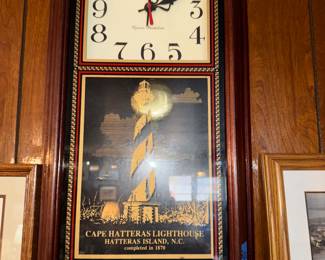 9 3
8 4
7 6 5
CAPE HATTERAS LIGHTHOUSE
HATTERAS ISLAND, N.C.
completed in 1870